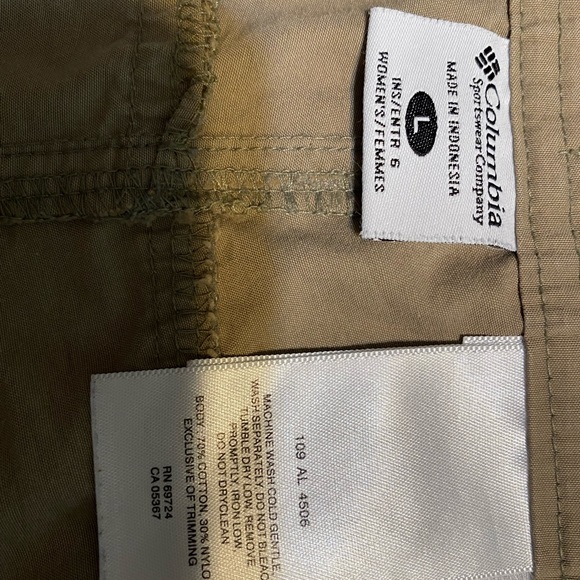 Columbia
Sportswear Company
MADE IN INDONESIA
L
INS/ENTR 6
WOMEN'S/FEMMES
109 AL 4506
MACHINE WASH COLD GENTLE.
WASH SEPARATELY. DO NOT BLEAC
TUMBLE DRY LOW. REMOVE
PROMPTLY. IRON LOW.
DO NOT DRYCLEAN
BODY: 70% COTTON, 30% NYLO
EXCLUSIVE OF TRIMMING
RN 69724
CA 05367